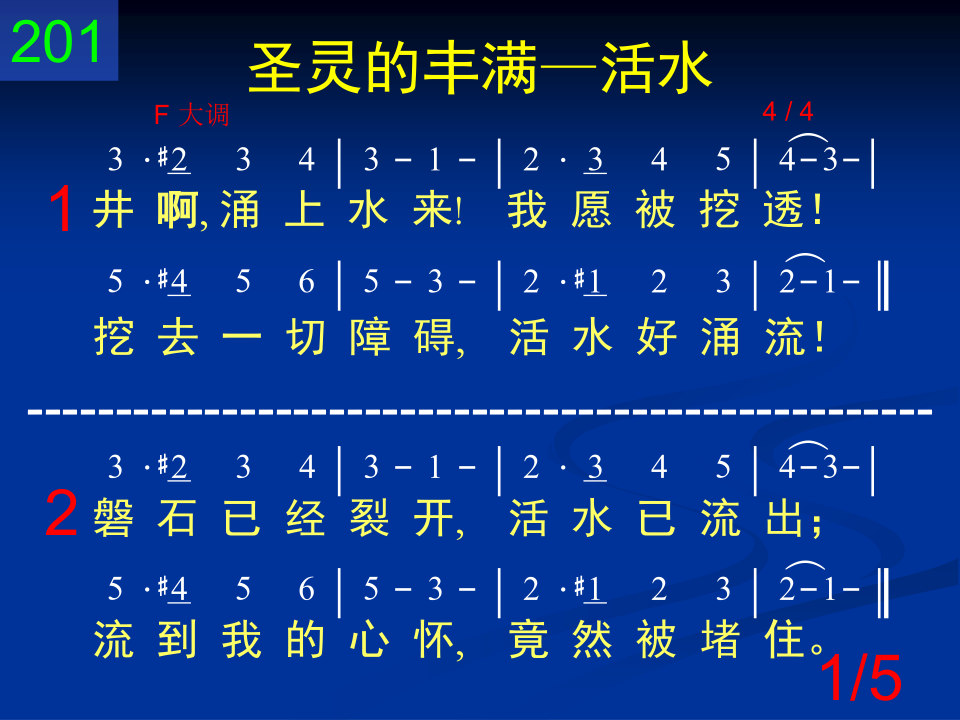 201
圣灵的丰满—活水
F 大调 4 / 4
3 · #2 3 4 | 3 - 1 - | 2 · 3 4 5 | 4-3- |
1 井 啊, 涌 上 水 来! 我 愿 被 挖 透!
5 · #4 5 6 | 5 - 3 - | 2 · #1 2 3 | 2-1- ‖
挖 去 一 切 障 碍, 活 水 好 涌 流!
3 · #2 3 4 | 3 - 1 - | 2 · 3 4 5 | 4-3- |
2 磐 石 已 经 裂 开, 活 水 已 流 出;
5 · #4 5 6 | 5 - 3 - | 2 · #1 2 3 | 2-1- ‖
流 到 我 的 心 怀, 竟 然 被 堵 住。
1/5